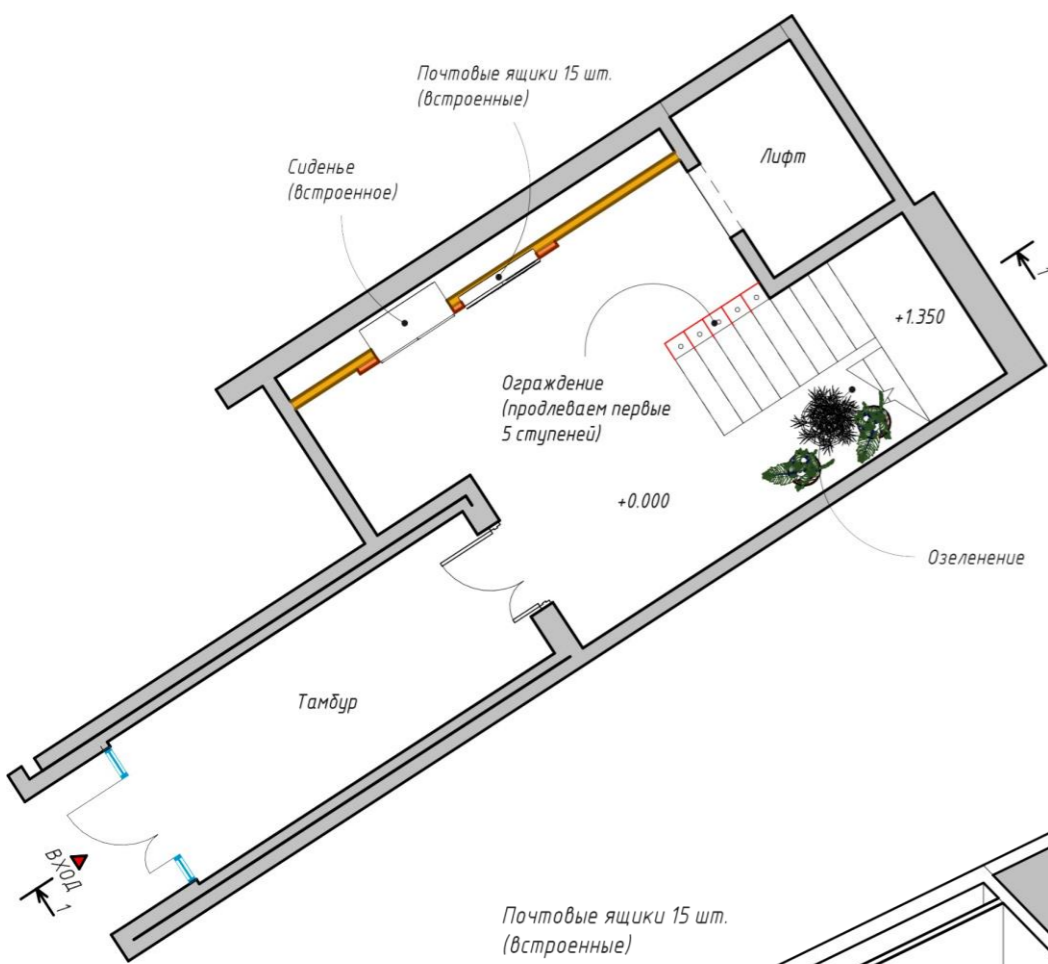 Почтовые ящики 15 шт.
(встроенные)
Лифт
Сиденье
(встроенное)
1
+1.350
Ограждение
(продлеваем первые
5 ступеней)
+0.000
Озеленение
Тамбур
ВХОД
1
Почтовые ящики 15 шт.
(встроенные)